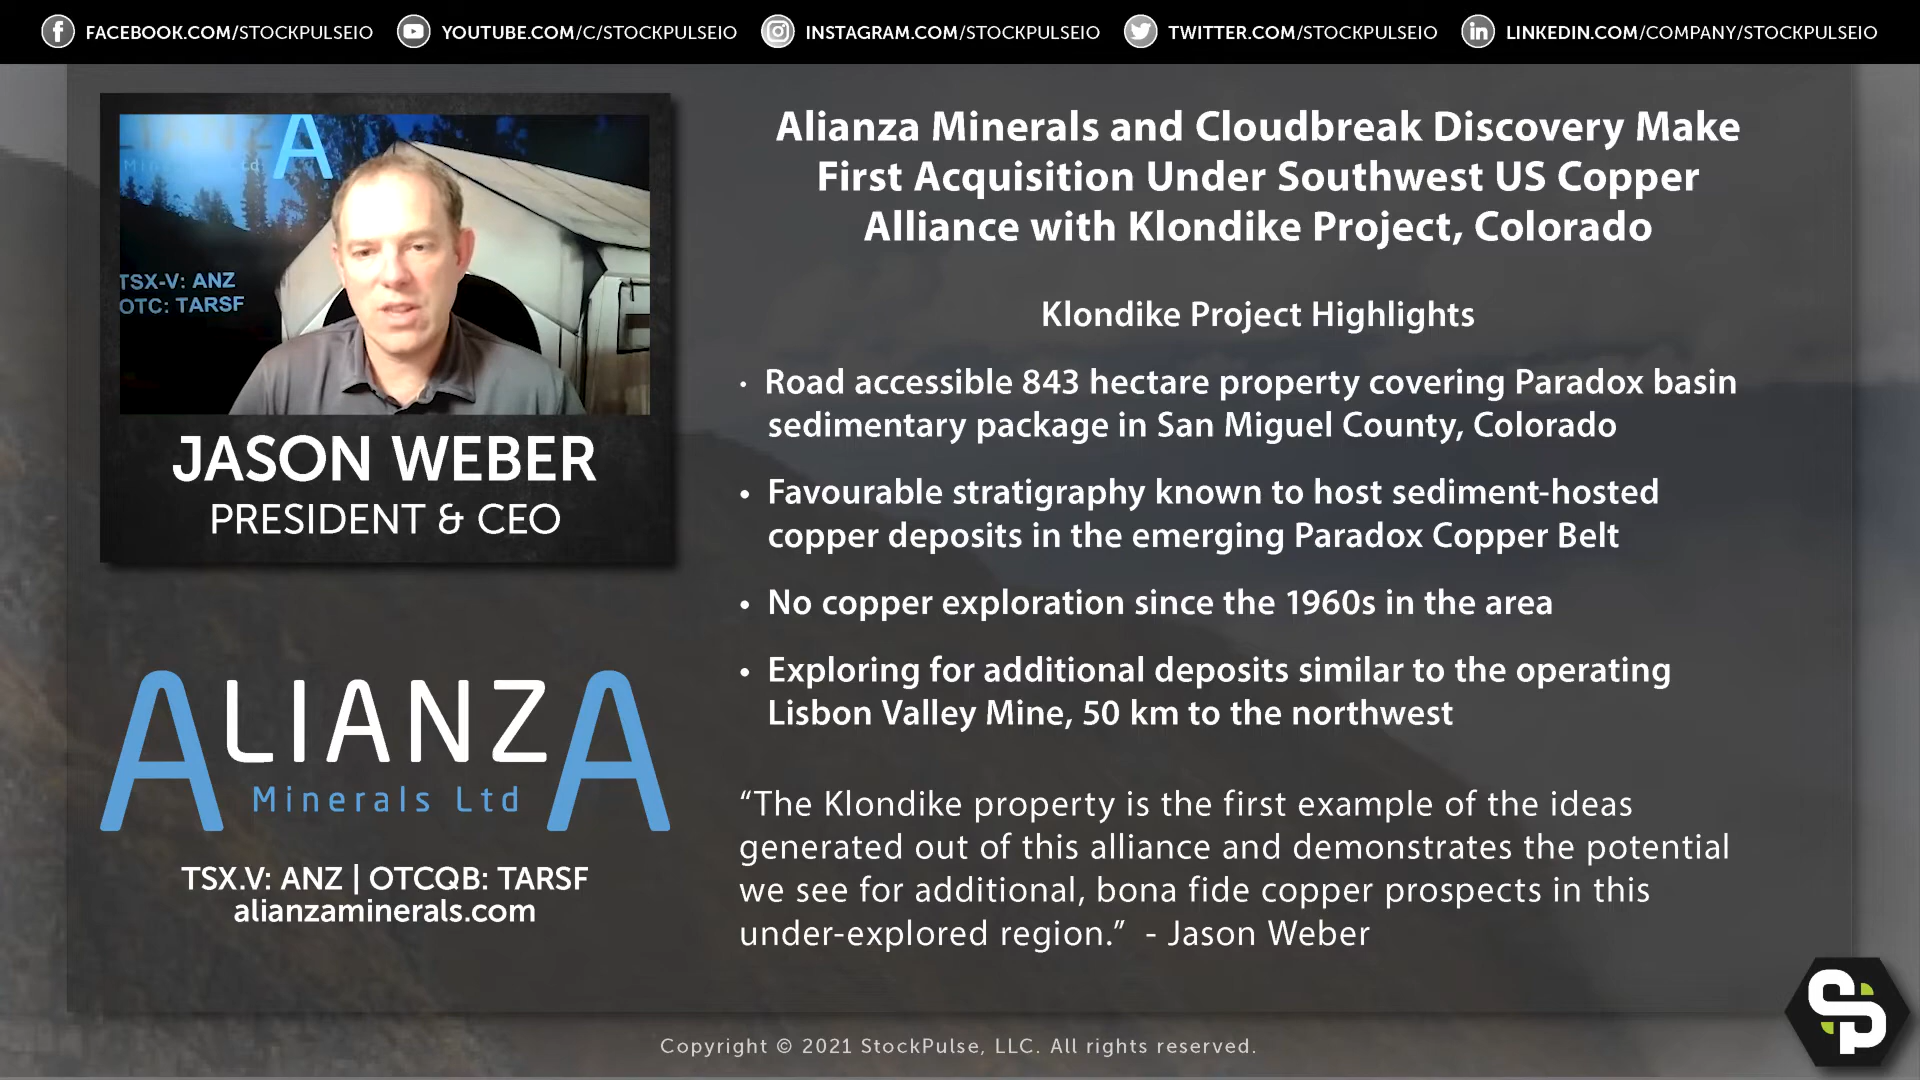 FACEBOOK.COM/STOCKPULSEIO YOUTUBE.COM/C/STOCKPULSEIO INSTAGRAM.COM/STOCKPULSEIO TWITTER.COM/STOCKPULSEIO LINKEDIN.COM/COMPANY/STOCKPULSEIO
TSX-V: ANZ
OTC: TARSF
JASON WEBER
PRESIDENT & CEO
ALIANZA
Minerals Ltd
TSX.V: ANZ | OTCQB: TARSF
alianzaminerals.com
Alianza Minerals and Cloudbreak Discovery Make
First Acquisition Under Southwest US Copper
Alliance with Klondike Project, Colorado
Klondike Project Highlights
• Road accessible 843 hectare property covering Paradox basin
sedimentary package in San Miguel County, Colorado
• Favourable stratigraphy known to host sediment-hosted
copper deposits in the emerging Paradox Copper Belt
• No copper exploration since the 1960s in the area
• Exploring for additional deposits similar to the operating
Lisbon Valley Mine, 50 km to the northwest
“The Klondike property is the first example of the ideas
generated out of this alliance and demonstrates the potential
we see for additional, bona fide copper prospects in this
under-explored region.” - Jason Weber
Copyright © 2021 StockPulse, LLC. All rights reserved.